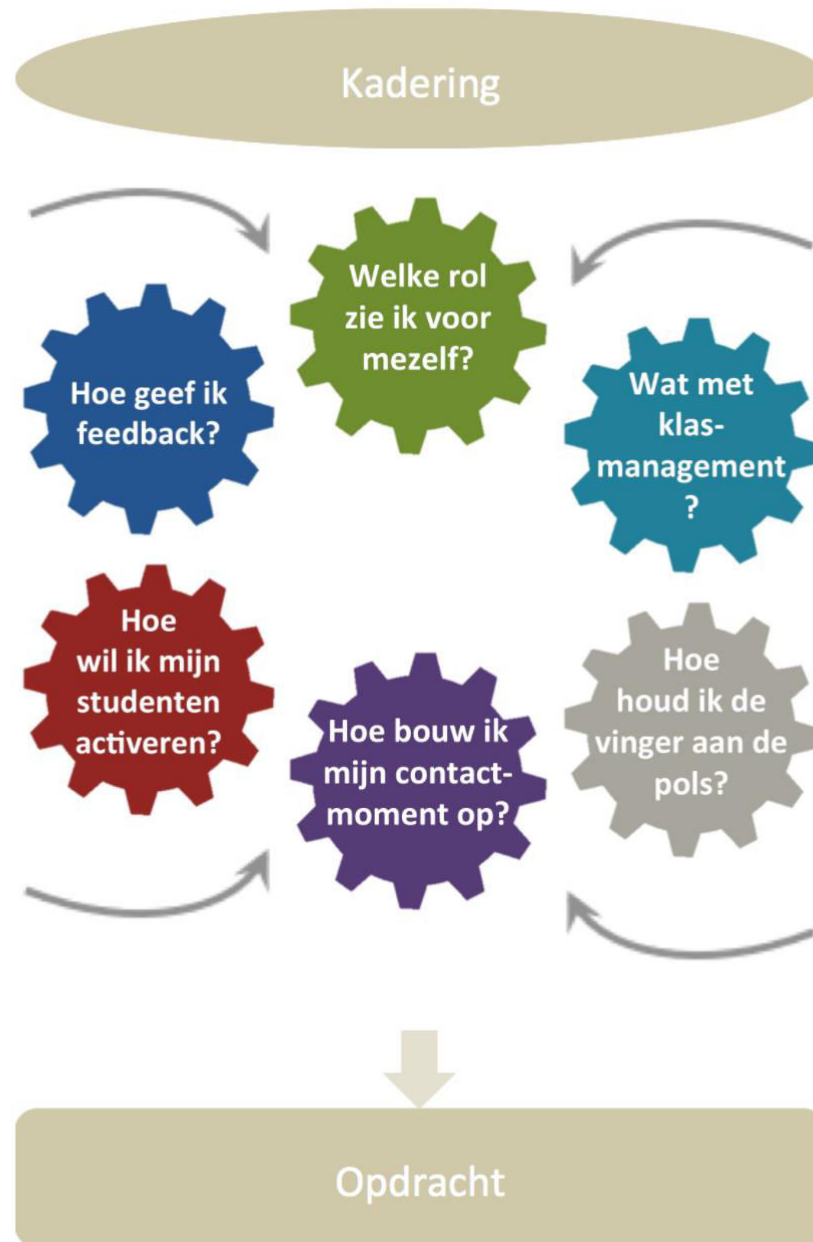 Kadering
Welke rol
zie ik voor
mezelf?
Hoe geef ik
feedback?
Wat met
klas-
management
?
Hoe
wil ik mijn
studenten
activeren?
Hoe bouw ik
mijn contact-
moment op?
Hoe
houd ik de
vinger aan de
pols?
Opdracht